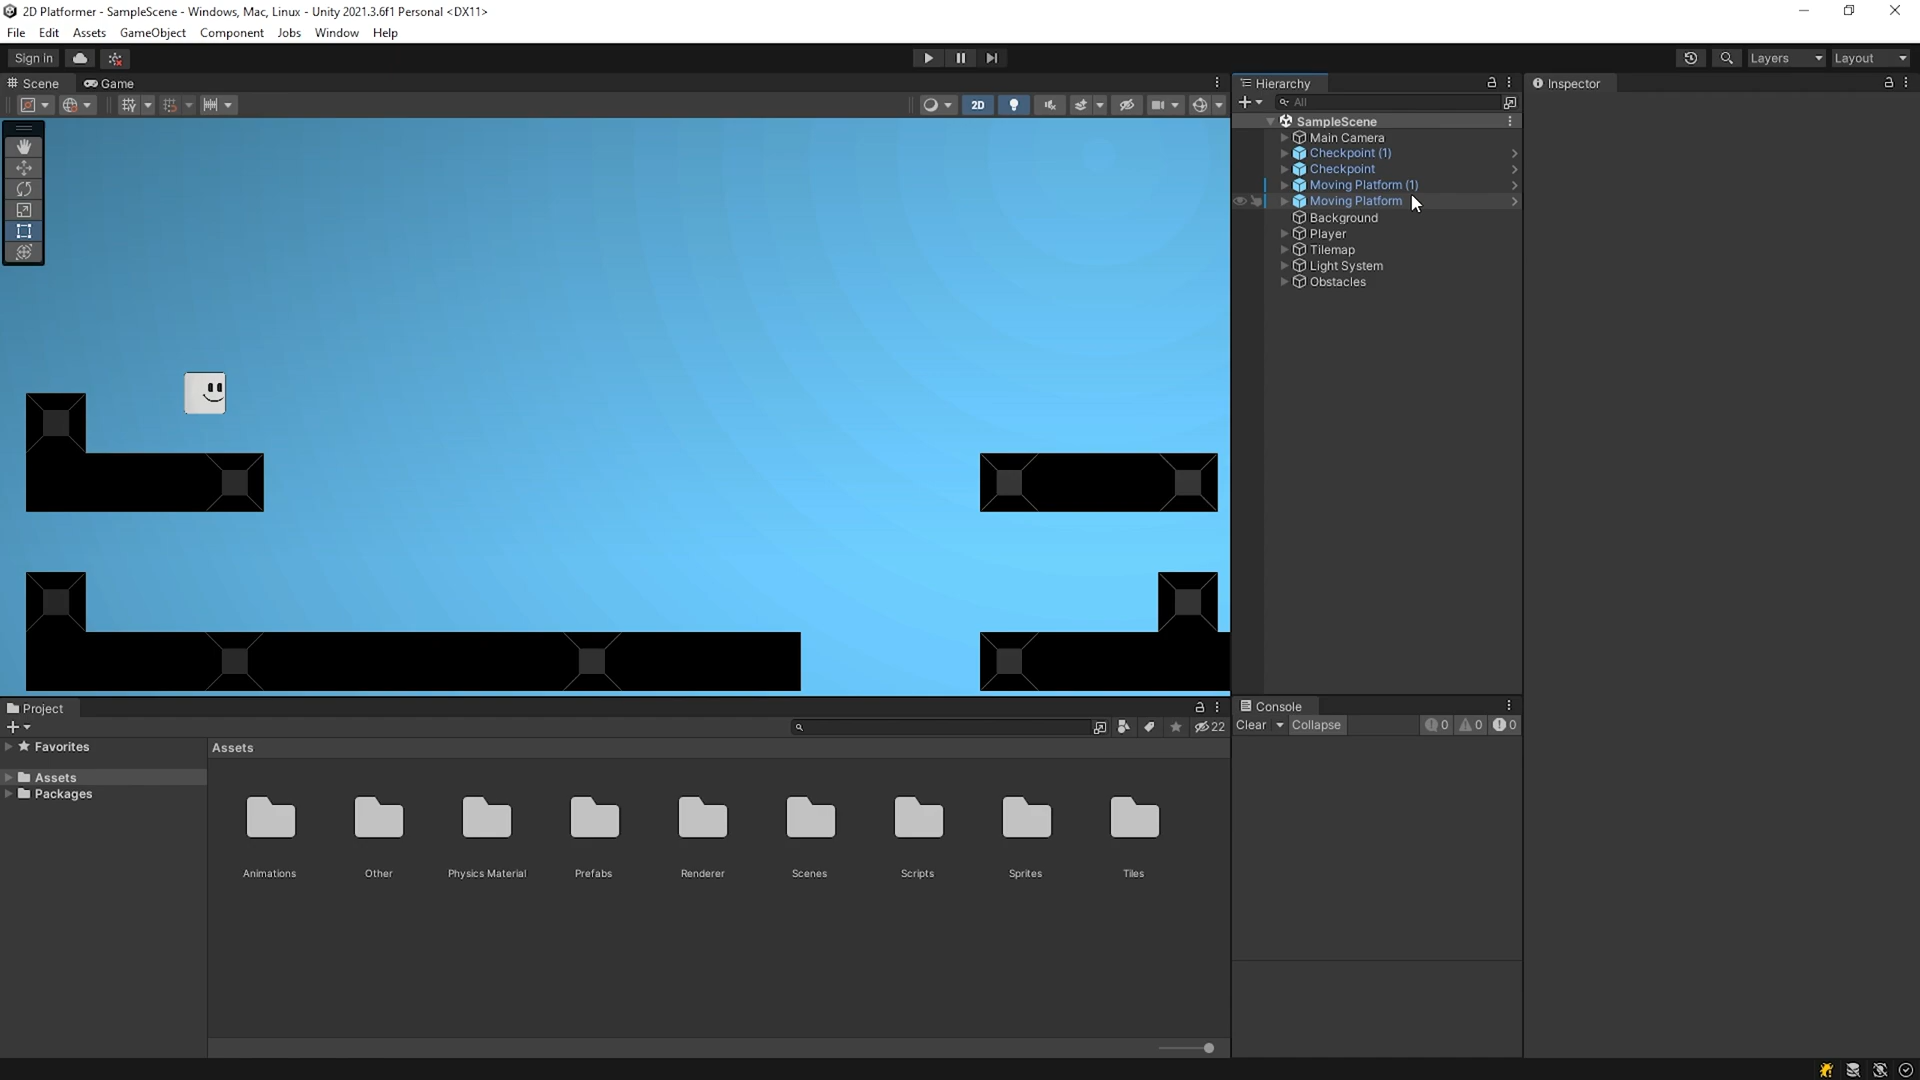 2D Platformer - SampleScene - Windows, Mac, Linux - Unity 2021.3.6f1 Personal <DX11>
File Edit Assets GameObject Component Jobs Window Help
Sign in
Layers
Layout
Scene
Game
2D
Hierarchy
All
SampleScene
Main Camera
Checkpoint (1)
Checkpoint
Moving Platform (1)
Moving Platform
Background
Player
Tilemap
Light System
Obstacles
Inspector
Project
22
Favorites
Assets
Packages
Assets
Animations
Other
Physics Material
Prefabs
Renderer
Scenes
Scripts
Sprites
Tiles
Console
Clear
Collapse
0
0
0